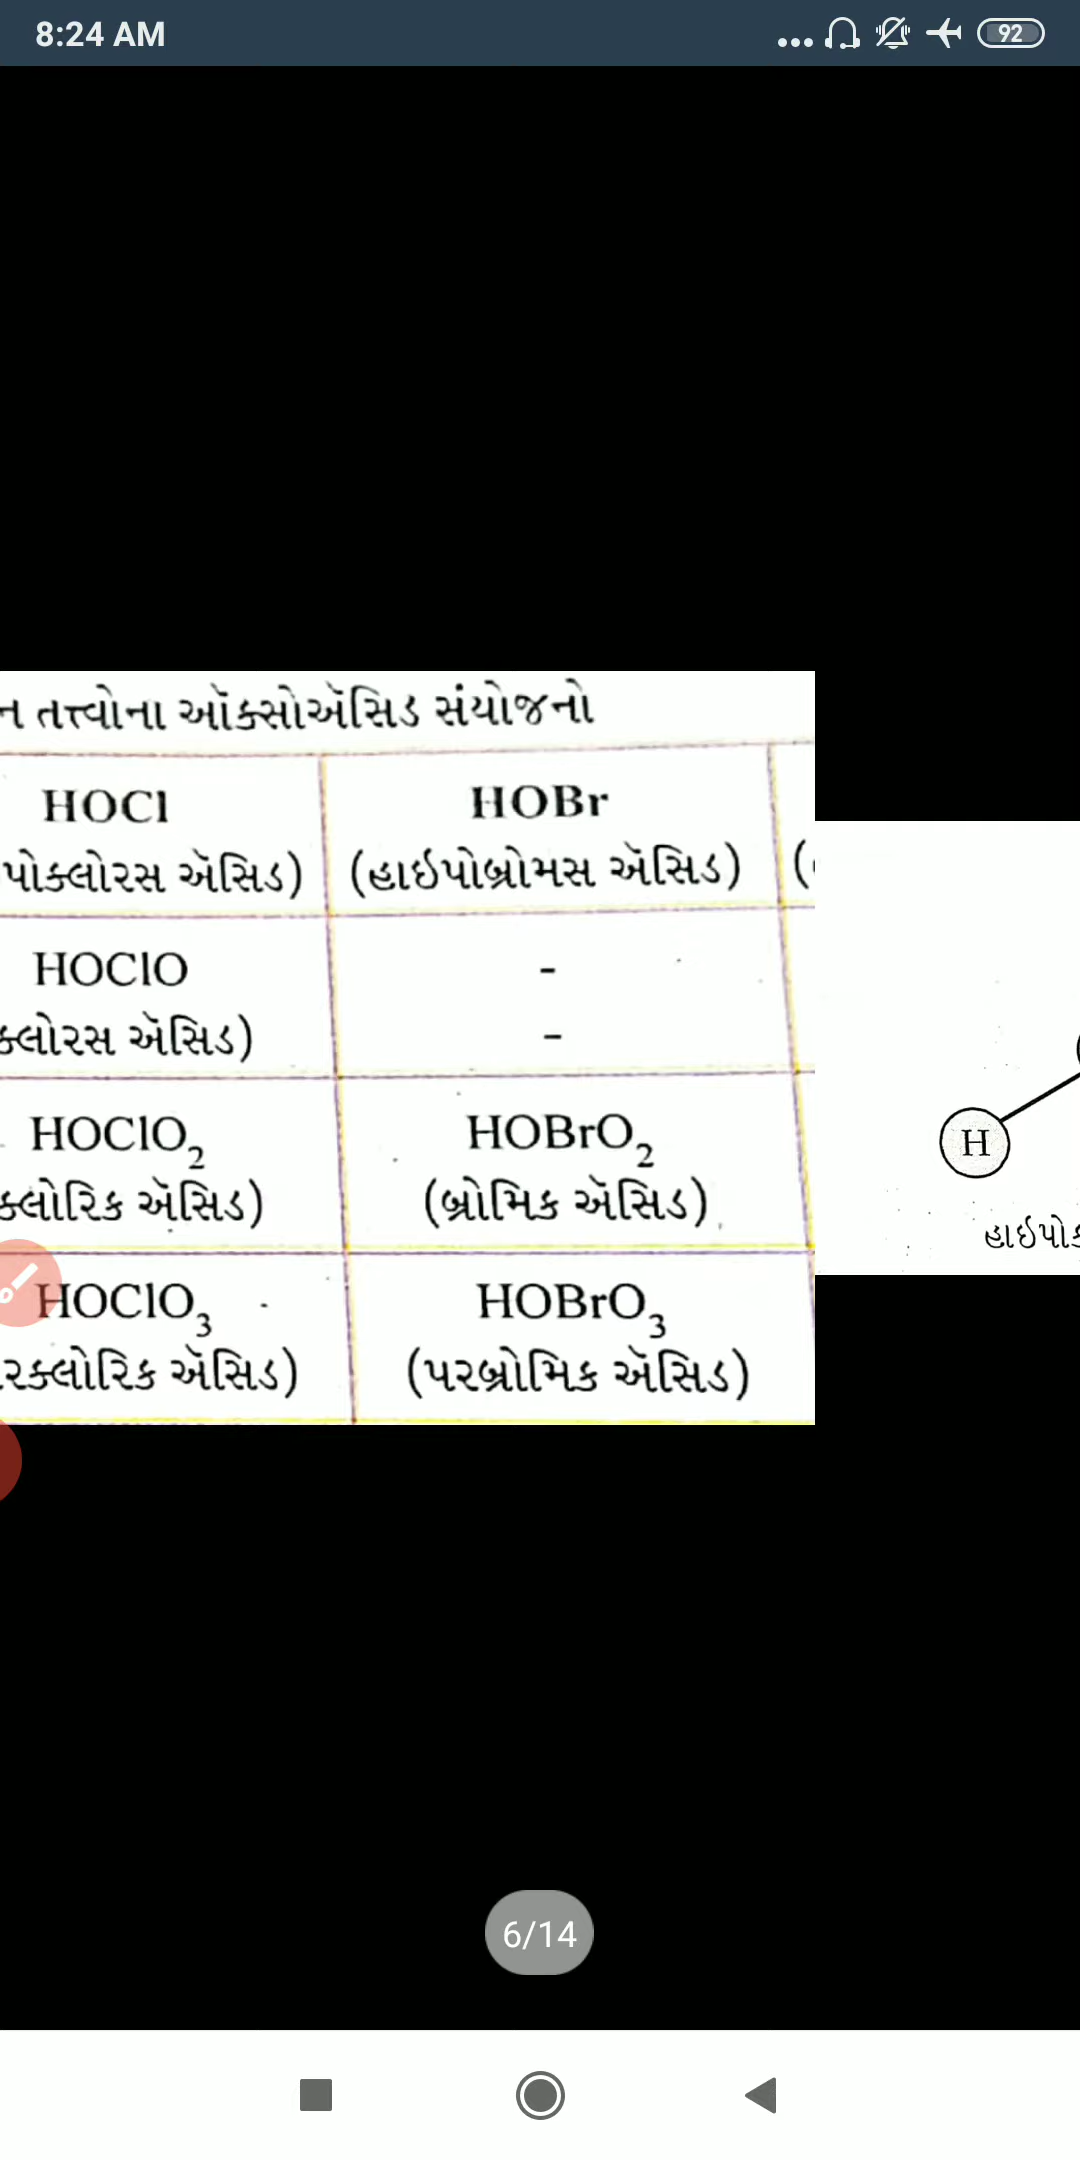 8:24 AM
92
ન તત્ત્વોના ઑક્સોઍસિડ સંયોજનો
HOCl
HOBr
પોક્લોરસ ઍસિડ)
(હાઇપોબ્રોમસ ઍસિડ)
(
HOClO
-
ક્લોરસ ઍસિડ)
-
HOClO₂
HOBrO₂
ક્લોરિક ઍસિડ)
(બ્રોમિક ઍસિડ)
HOClO₃
HOBrO₃
રક્લોરિક ઍસિડ)
(પરબ્રોમિક ઍસિડ)
H
હાઇપોક
6/14